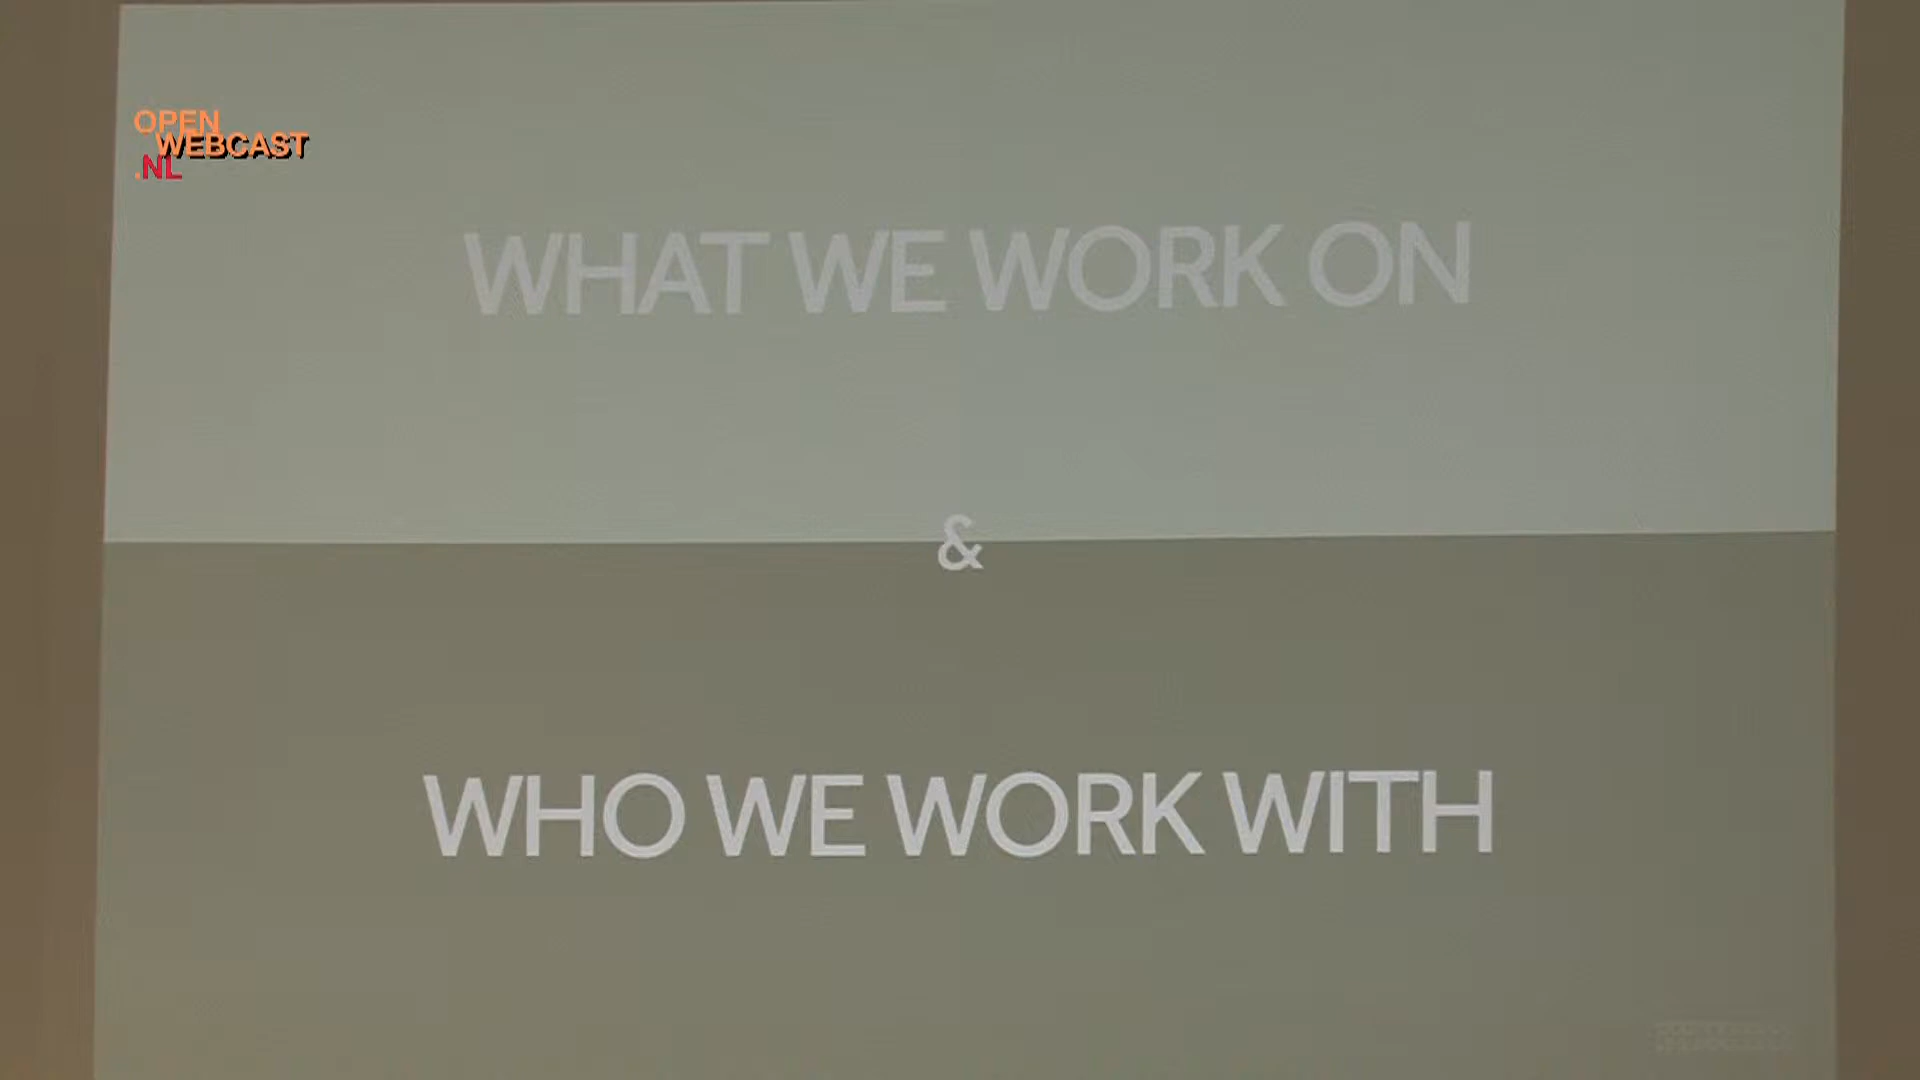 OPEN
WEBCAST
.NL
WHAT WE WORK ON
&
WHO WE WORK WITH